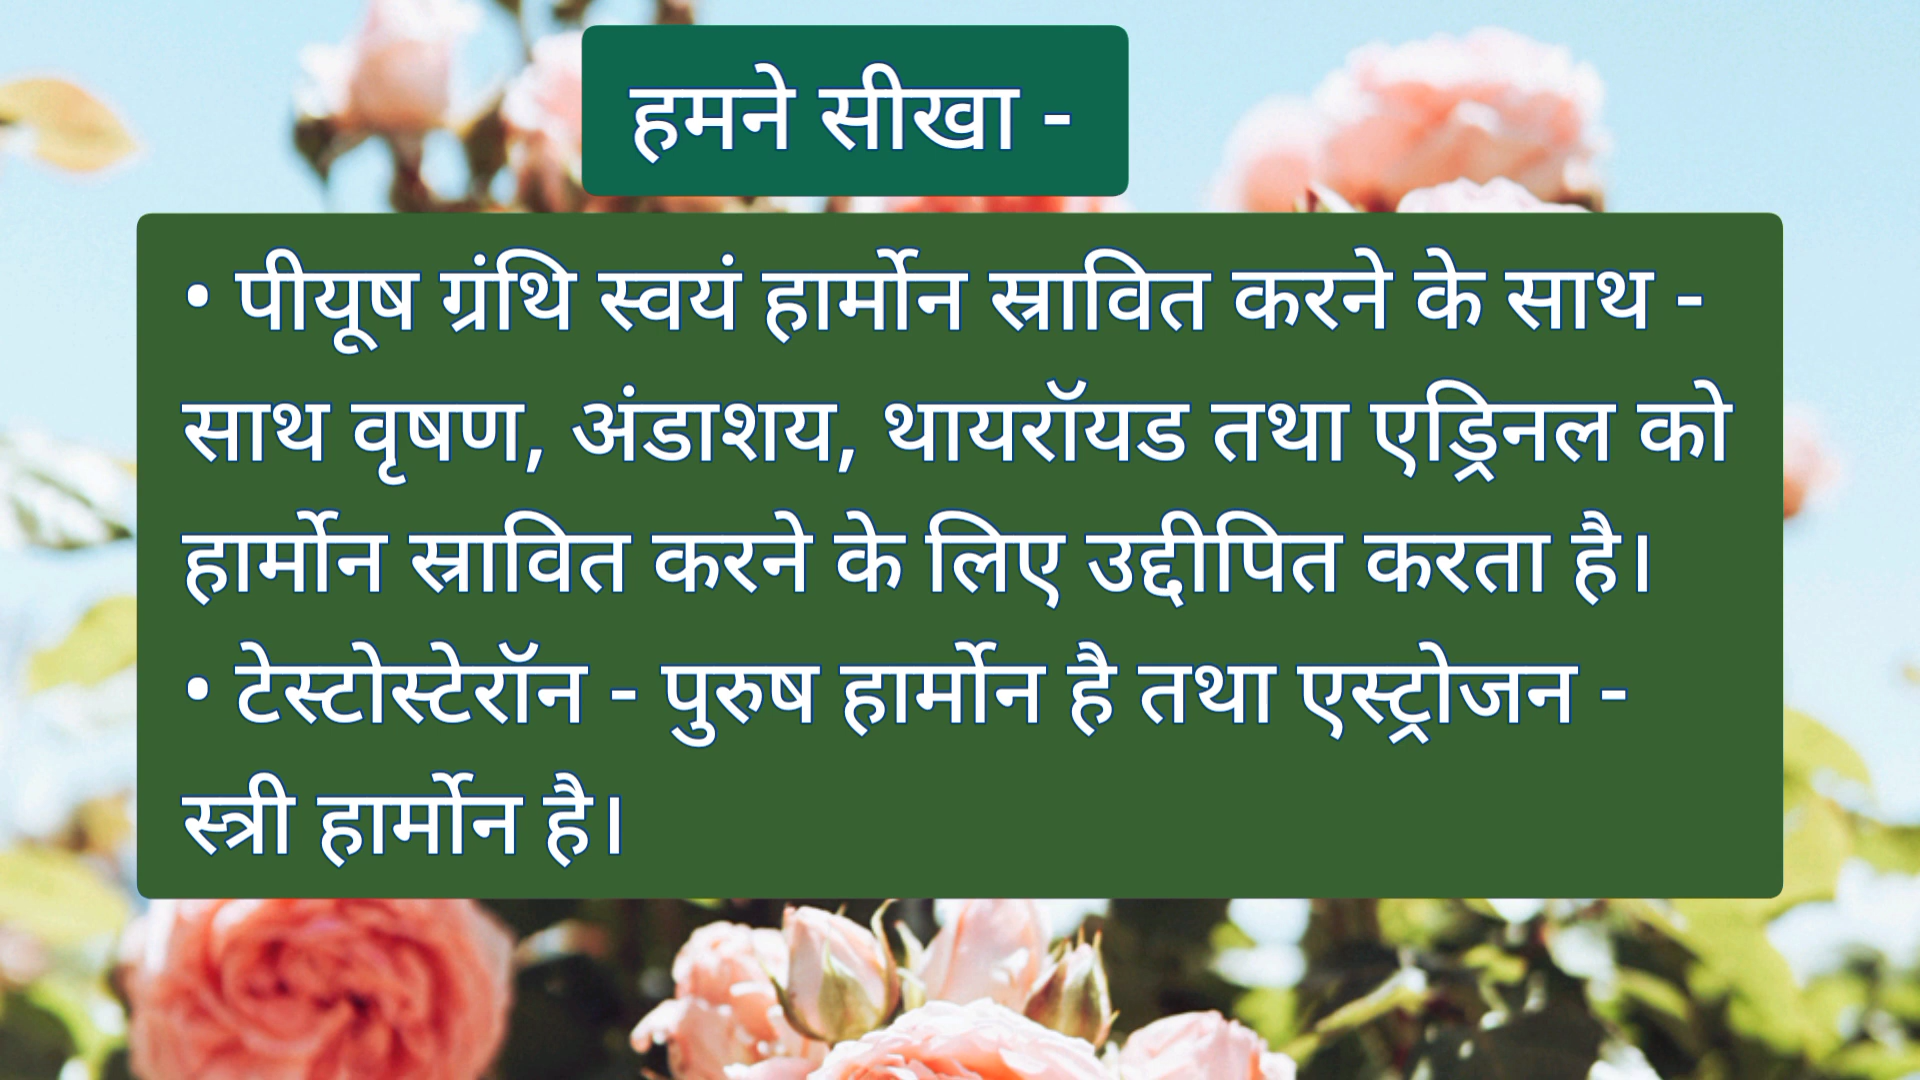 हमने सीखा -
• पीयूष ग्रंथि स्वयं हार्मोन स्रावित करने के साथ -
साथ वृषण, अंडाशय, थायरॉयड तथा एड्रिनल को
हार्मोन स्रावित करने के लिए उद्दीपित करता है।
• टेस्टोस्टेरॉन - पुरुष हार्मोन है तथा एस्ट्रोजन -
स्त्री हार्मोन है।